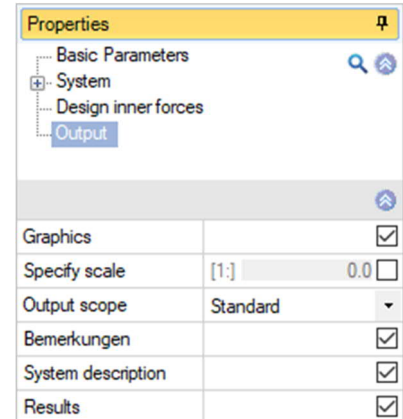 Properties
Basic Parameters
System
Design inner forces
Output
Graphics
Specify scale [1:] 0.0
Output scope Standard
Bemerkungen
System description
Results